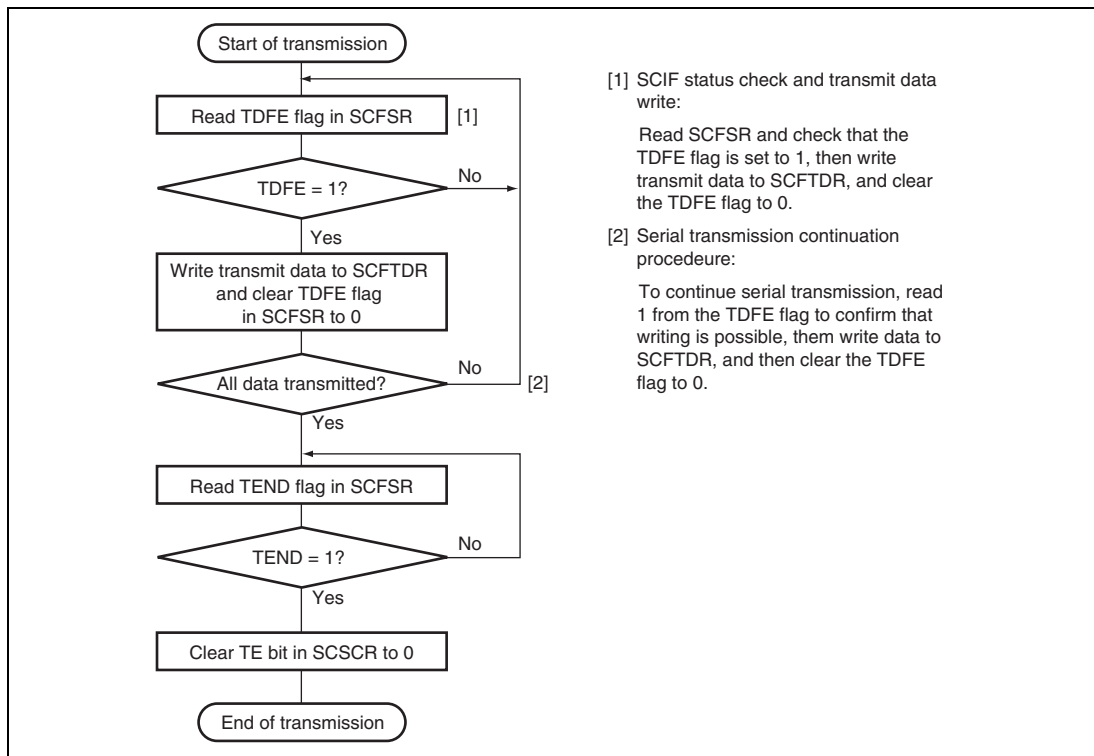 Start of transmission
Read TDFE flag in SCFSR
[1]
TDFE = 1?
No
Yes
Write transmit data to SCFTDR
and clear TDFE flag
in SCFSR to 0
All data transmitted?
No
[2]
Yes
Read TEND flag in SCFSR
TEND = 1?
No
Yes
Clear TE bit in SCSCR to 0
End of transmission
[1] SCIF status check and transmit data
write:
Read SCFSR and check that the
TDFE flag is set to 1, then write
transmit data to SCFTDR, and clear
the TDFE flag to 0.
[2] Serial transmission continuation
procedeure:
To continue serial transmission, read
1 from the TDFE flag to confirm that
writing is possible, them write data to
SCFTDR, and then clear the TDFE
flag to 0.